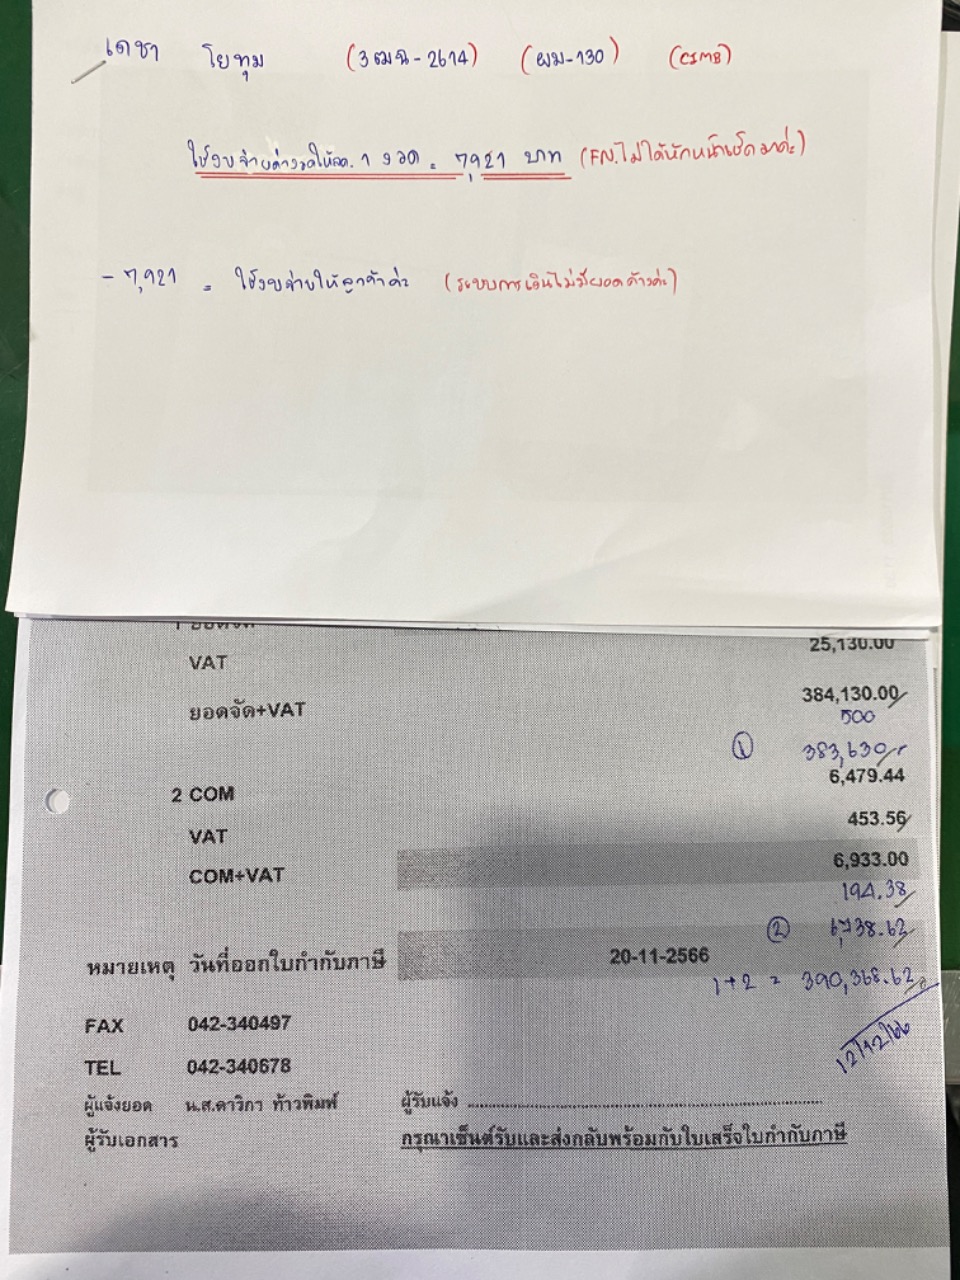 เดชา โยทุม (3ฒฉ-2614) (ผม-130) (CIMB)
ใช้งบจ่ายค่างวดให้ลค. 1 งวด = 7,921 บาท (FN.ไม่ได้หักหน้าเช็คมาค่ะ)
- 7,921 = ใช้งบจ่ายให้ลูกค้าค่ะ (ระบบการเงินไม่มียอดค้างค่ะ)
25,130.00
VAT
ยอดจัด+VAT 384,130.00
500
① 383,630
2 COM 6,479.44
VAT 453.56
COM+VAT 6,933.00
194.38
② 6,738.62
หมายเหตุ วันที่ออกใบกำกับภาษี 20-11-2566
1+2 = 390,368.62
FAX 042-340497
12/12/66
TEL 042-340678
ผู้แจ้งยอด น.ส.ดาวิกา ท้าวพิมพ์ ผู้รับแจ้ง
ผู้รับเอกสาร กรุณาเซ็นต์รับและส่งกลับพร้อมกับใบเสร็จใบกำกับภาษี